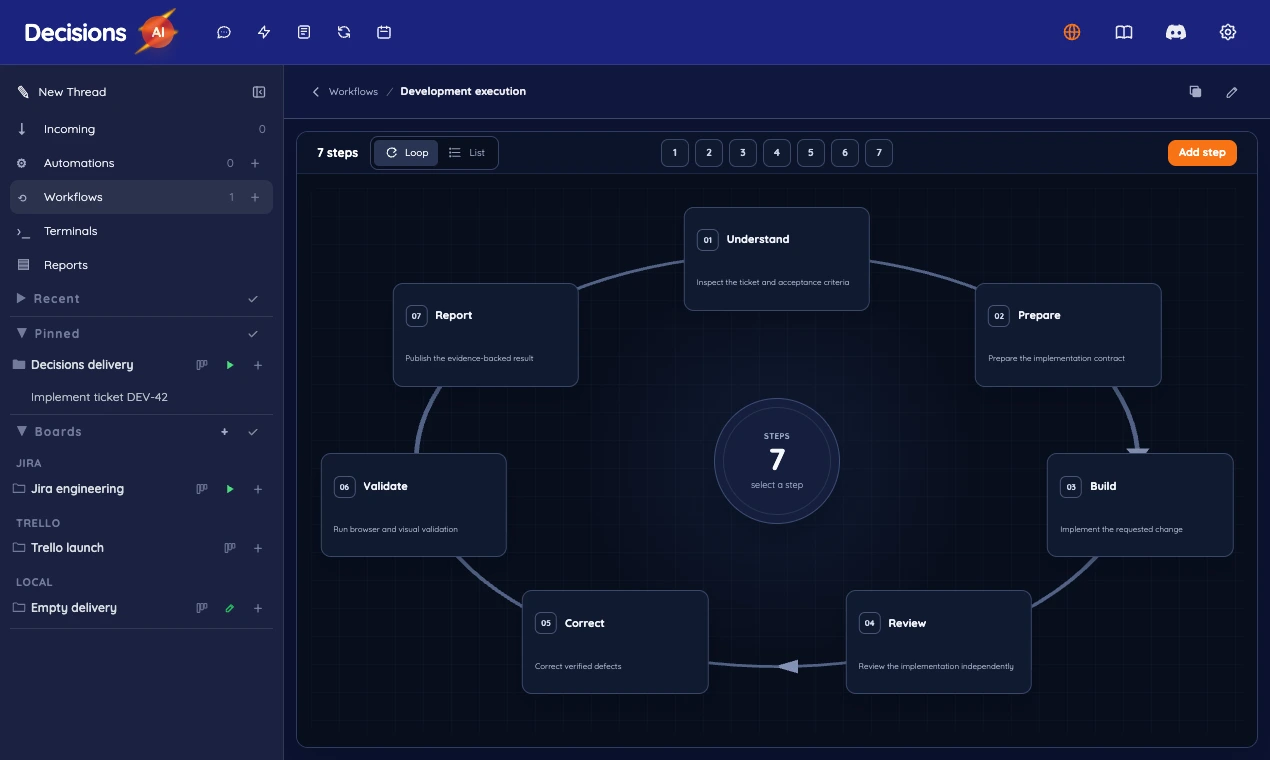 Decisions AI
New Thread
Incoming 0
Automations 0
Workflows 1
Terminals
Reports
Recent
Pinned
Decisions delivery
Implement ticket DEV-42
Boards
JIRA
Jira engineering
TRELLO
Trello launch
LOCAL
Empty delivery
Workflows / Development execution
7 steps Loop List 1 2 3 4 5 6 7 Add step
01 Understand
Inspect the ticket and acceptance criteria
02 Prepare
Prepare the implementation contract
03 Build
Implement the requested change
04 Review
Review the implementation independently
05 Correct
Correct verified defects
06 Validate
Run browser and visual validation
07 Report
Publish the evidence-backed result
STEPS
7
select a step